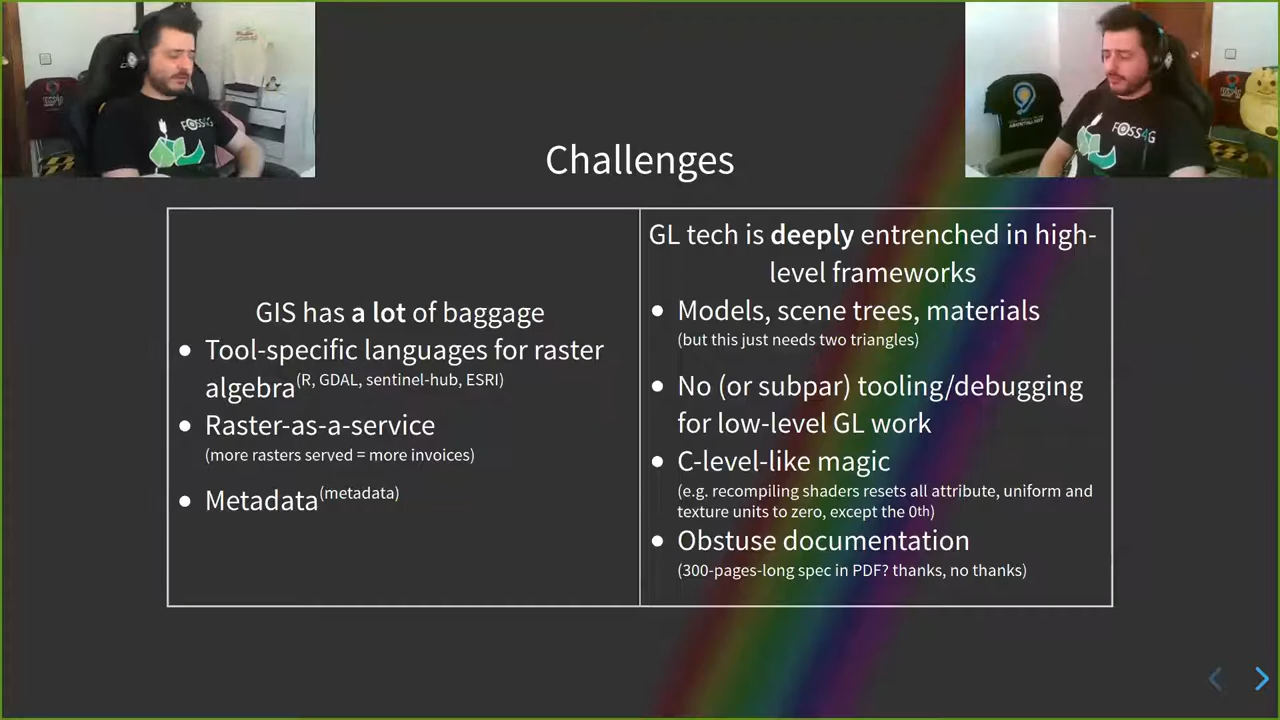 FOSS4G
FOSS4G
Challenges
GIS has a lot of baggage
Tool-specific languages for raster
algebra(R, GDAL, sentinel-hub, ESRI)
Raster-as-a-service
(more rasters served = more invoices)
Metadata(metadata)
GL tech is deeply entrenched in high-
level frameworks
Models, scene trees, materials
(but this just needs two triangles)
No (or subpar) tooling/debugging
for low-level GL work
C-level-like magic
(e.g. recompiling shaders resets all attribute, uniform and
texture units to zero, except the 0th)
Obstuse documentation
(300-pages-long spec in PDF? thanks, no thanks)